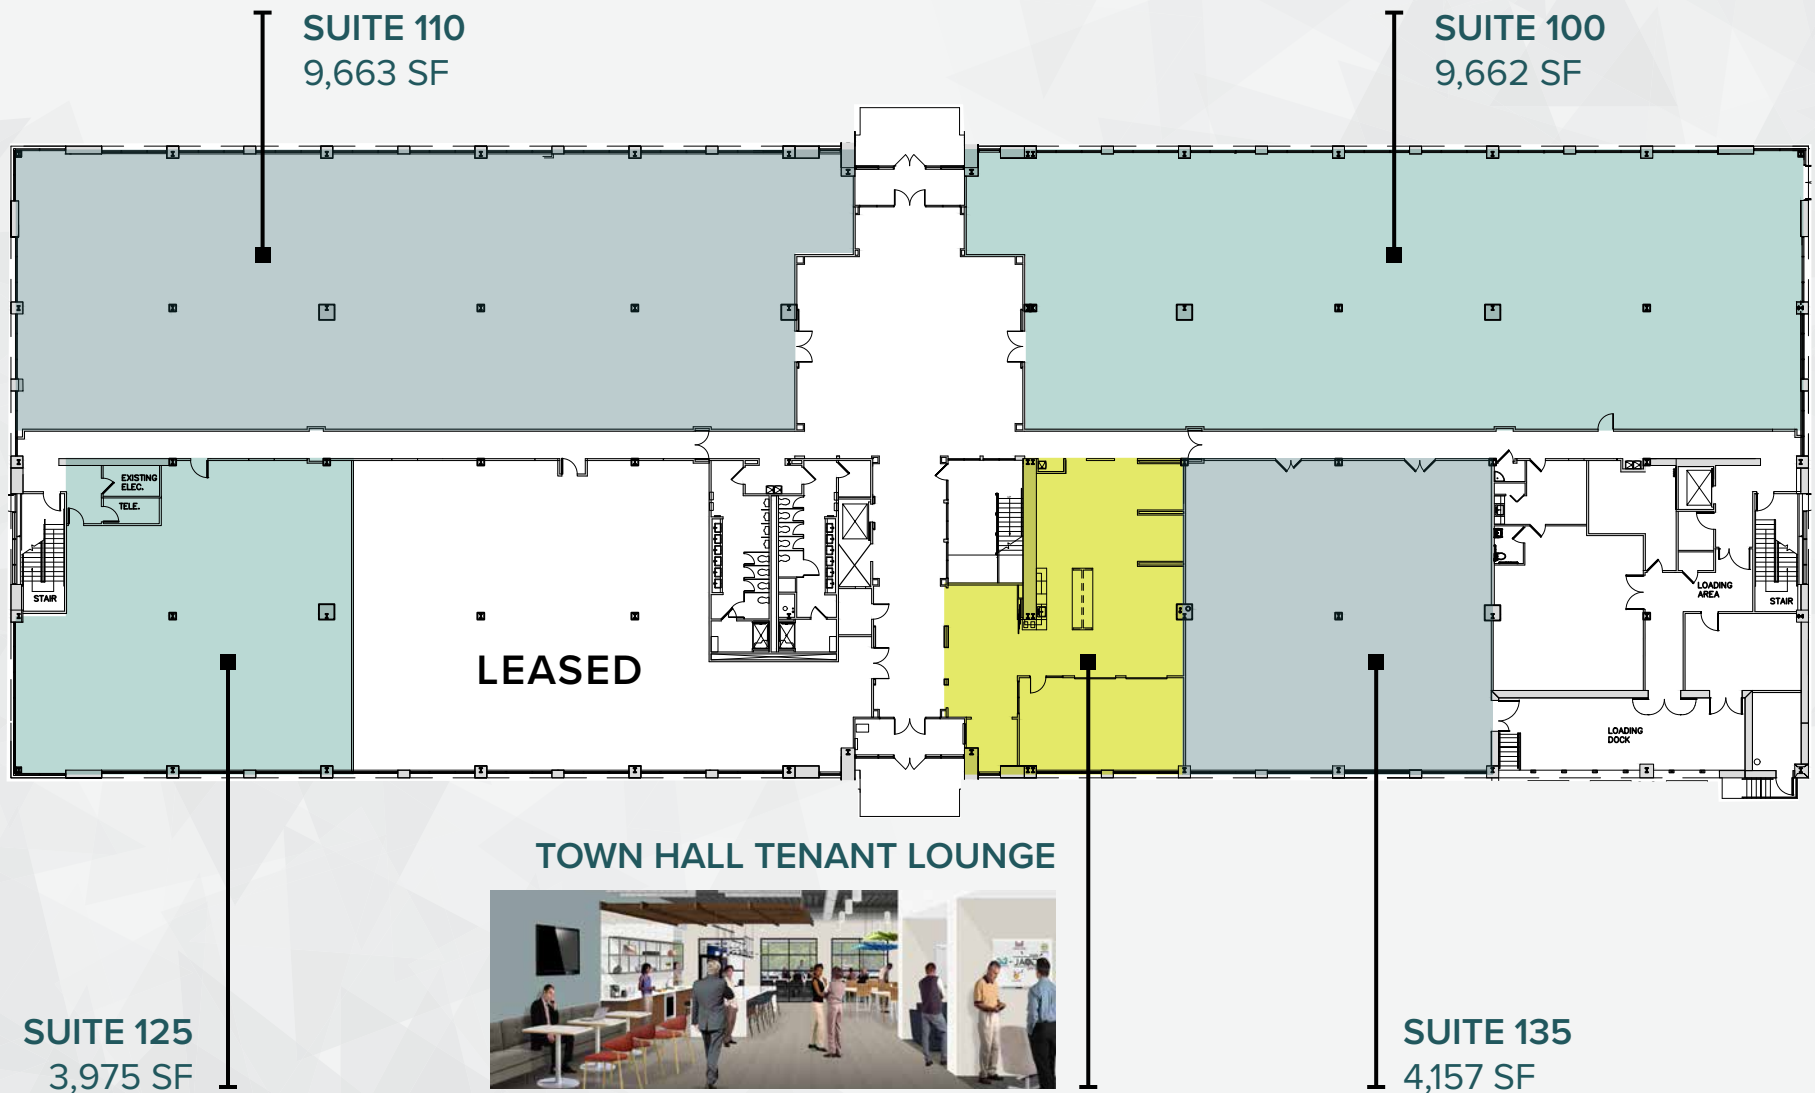 SUITE 110
9,663 SF
SUITE 100
9,662 SF
EXISTING
ELEC.
TELE.
STAIR
LEASED
LOADING
AREA
STAIR
LOADING
DOCK
TOWN HALL TENANT LOUNGE
SUITE 125
3,975 SF
SUITE 135
4,157 SF